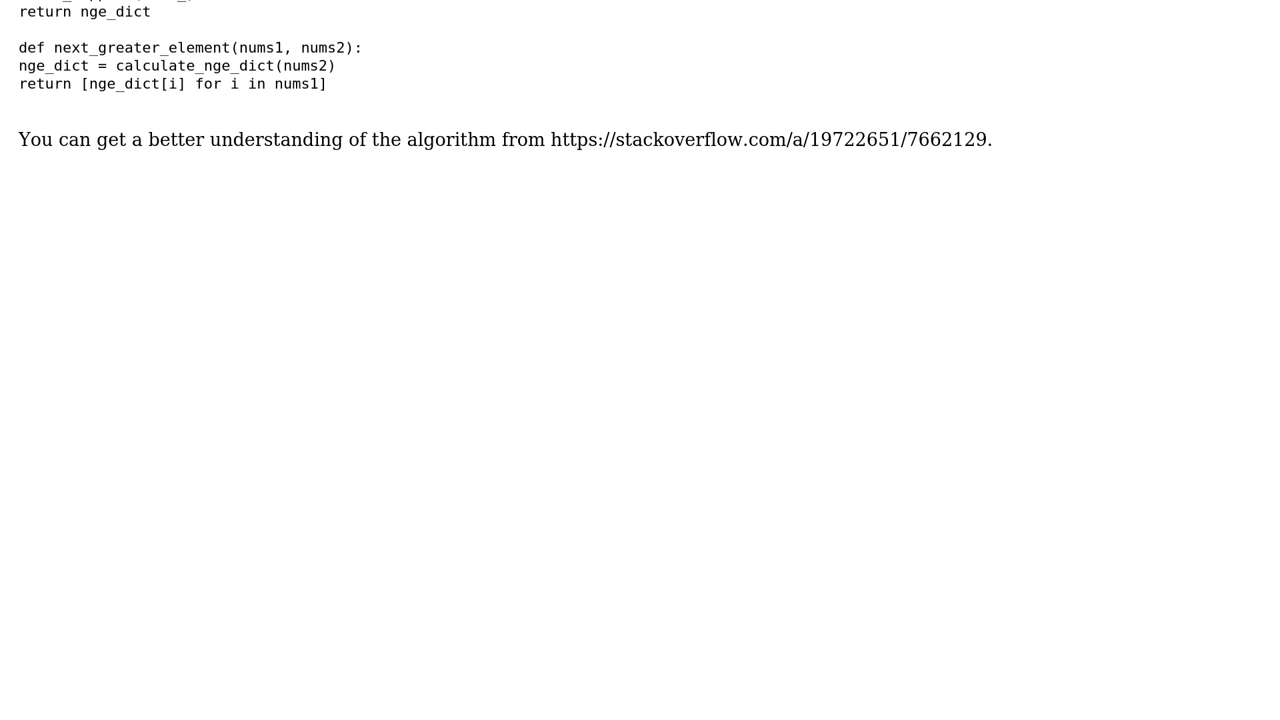 return nge_dict
def next_greater_element(nums1, nums2):
nge_dict = calculate_nge_dict(nums2)
return [nge_dict[i] for i in nums1]
You can get a better understanding of the algorithm from https://stackoverflow.com/a/19722651/7662129.